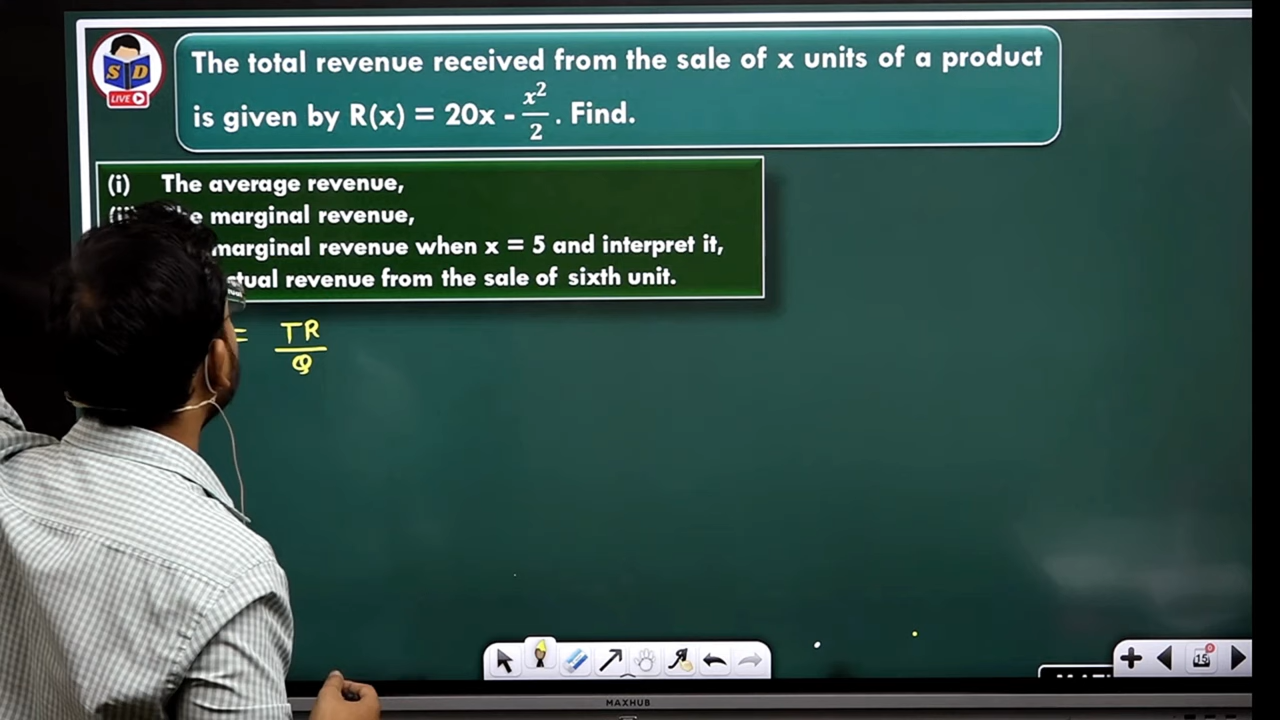 S D
LIVE
The total revenue received from the sale of x units of a product
is given by R(x) = 20x - x²/2 . Find.
(i) The average revenue,
marginal revenue,
marginal revenue when x = 5 and interpret it,
revenue from the sale of sixth unit.
= TR/Q
15
MAXHUB